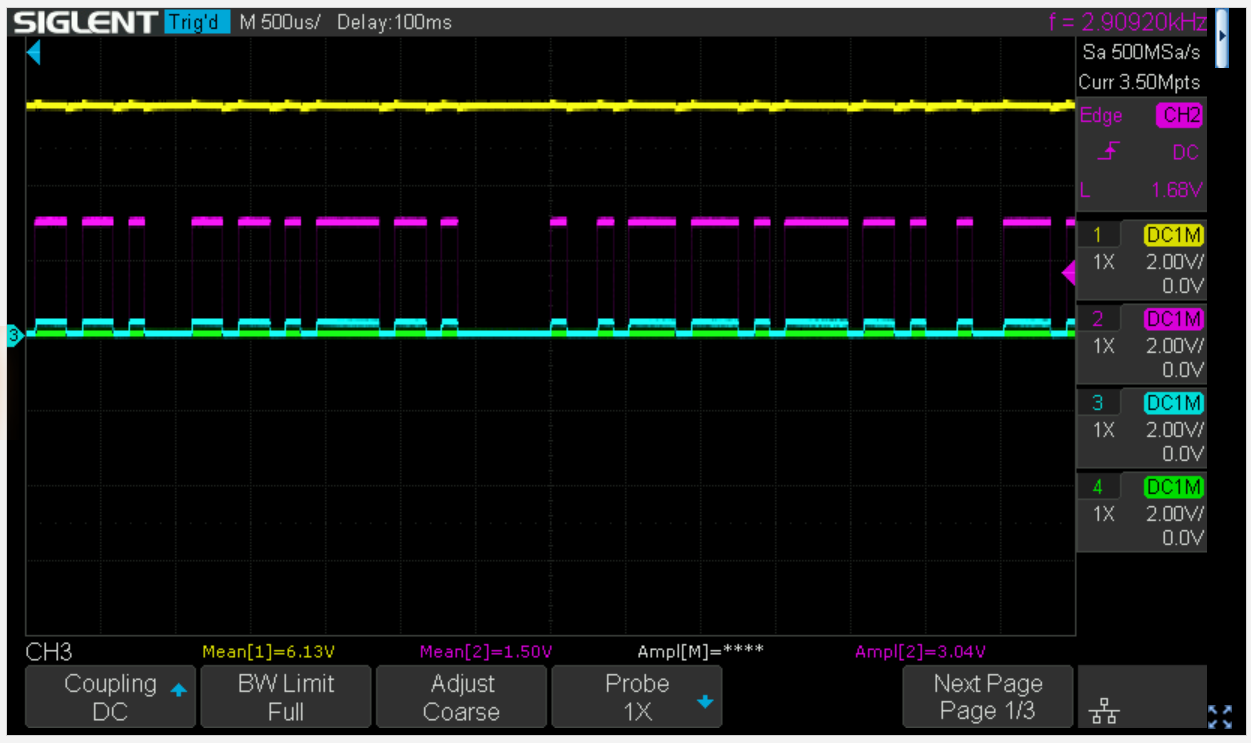 SIGLENT Trig'd M 500us/ Delay:100ms f = 2.90920kHz
Sa 500MSa/s
Curr 3.50Mpts
Edge CH2
DC
L 1.68V
1 DC1M
1X 2.00V/
0.0V
2 DC1M
1X 2.00V/
0.0V
3 DC1M
1X 2.00V/
0.0V
4 DC1M
1X 2.00V/
0.0V
3
CH3 Mean[1]=6.13V Mean[2]=1.50V Ampl[M]=**** Ampl[2]=3.04V
Coupling BW Limit Adjust Probe Next Page
DC Full Coarse 1X Page 1/3